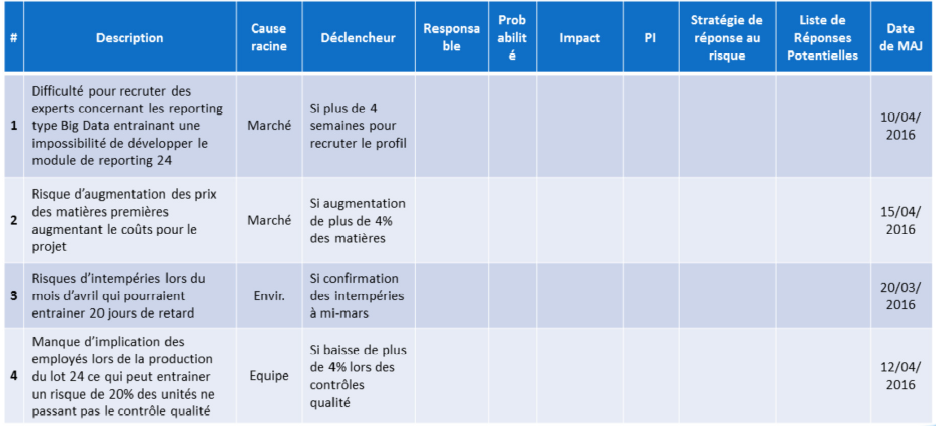 # Description Cause racine Déclencheur Responsa ble Prob abilit é Impact PI Stratégie de réponse au risque Liste de Réponses Potentielles Date de MAJ
1
Difficulté pour recruter des
experts concernant les reporting
type Big Data entrainant une
impossibilité de développer le
module de reporting 24
Marché
Si plus de 4
semaines pour
recruter le profil
10/04/
2016
2
Risque d’augmentation des prix
des matières premières
augmentant le coûts pour le
projet
Marché
Si augmentation
de plus de 4%
des matières
15/04/
2016
3
Risques d’intempéries lors du
mois d’avril qui pourraient
entrainer 20 jours de retard
Envir.
Si confirmation
des intempéries
à mi-mars
20/03/
2016
4
Manque d’implication des
employés lors de la production
du lot 24 ce qui peut entrainer
un risque de 20% des unités ne
passant pas le contrôle qualité
Equipe
Si baisse de plus
de 4% lors des
contrôles
qualité
12/04/
2016